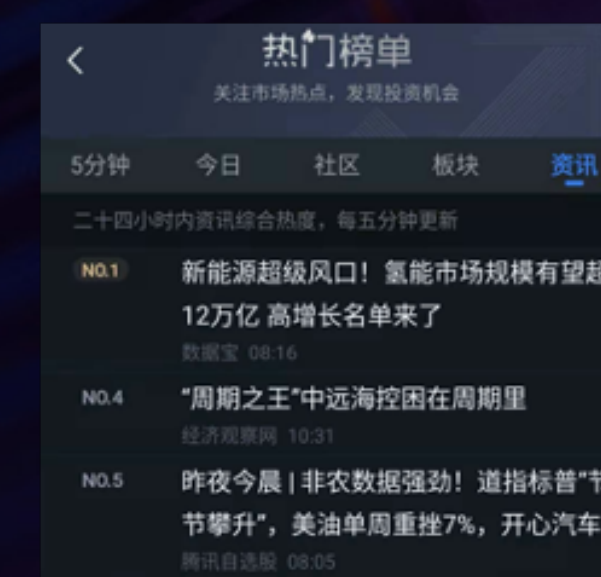 热门榜单
关注市场热点，发现投资机会
5分钟 今日 社区 板块 资讯
二十四小时内资讯综合热度，每五分钟更新
NO.1 新能源超级风口！氢能市场规模有望超
12万亿 高增长名单来了
数据宝 08:16
NO.4 “周期之王”中远海控困在周期里
经济观察网 10:31
NO.5 昨夜今晨 | 非农数据强劲！道指标普“节
节攀升”，美油单周重挫7%，开心汽车
腾讯自选股 08:05